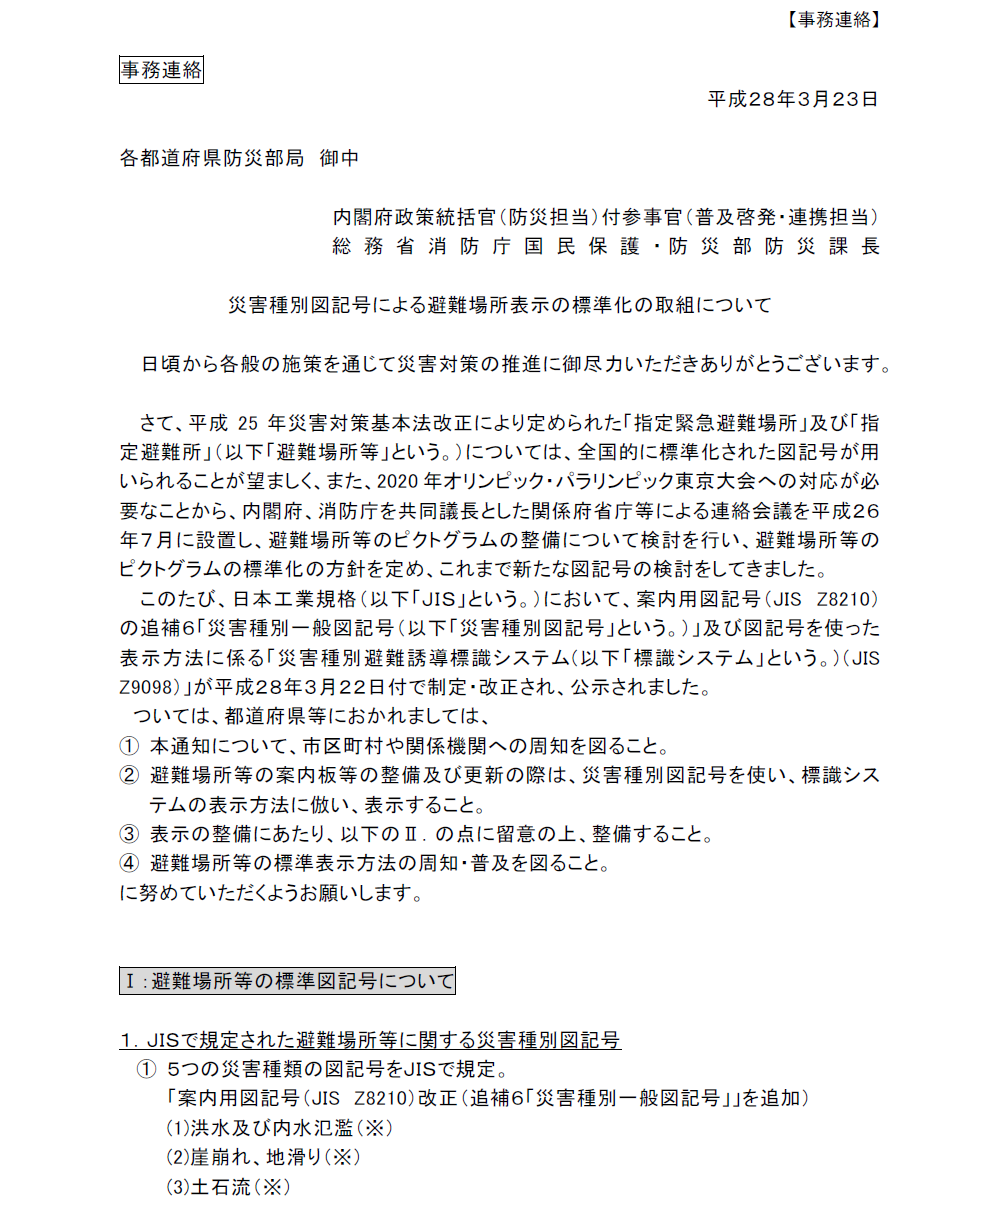 【事務連絡】
事務連絡
平成２８年３月２３日
各都道府県防災部局　御中
内閣府政策統括官（防災担当）付参事官（普及啓発・連携担当）
総務省消防庁国民保護・防災部防災課長
災害種別図記号による避難場所表示の標準化の取組について
日頃から各般の施策を通じて災害対策の推進に御尽力いただきありがとうございます。
さて、平成 25 年災害対策基本法改正により定められた「指定緊急避難場所」及び「指
定避難所」（以下「避難場所等」という。）については、全国的に標準化された図記号が用
いられることが望ましく、また、2020 年オリンピック・パラリンピック東京大会への対応が必
要なことから、内閣府、消防庁を共同議長とした関係府省庁等による連絡会議を平成２６
年７月に設置し、避難場所等のピクトグラムの整備について検討を行い、避難場所等の
ピクトグラムの標準化の方針を定め、これまで新たな図記号の検討をしてきました。
このたび、日本工業規格（以下「ＪＩＳ」という。）において、案内用図記号（JIS　Z8210）
の追補６「災害種別一般図記号（以下「災害種別図記号」という。）」及び図記号を使った
表示方法に係る「災害種別避難誘導標識システム（以下「標識システム」という。）（JIS
Z9098）」が平成２８年３月２２日付で制定・改正され、公示されました。
ついては、都道府県等におかれましては、
① 本通知について、市区町村や関係機関への周知を図ること。
② 避難場所等の案内板等の整備及び更新の際は、災害種別図記号を使い、標識シス
テムの表示方法に倣い、表示すること。
③ 表示の整備にあたり、以下のⅡ．の点に留意の上、整備すること。
④ 避難場所等の標準表示方法の周知・普及を図ること。
に努めていただくようお願いします。
Ⅰ：避難場所等の標準図記号について
１．ＪＩＳで規定された避難場所等に関する災害種別図記号
① ５つの災害種類の図記号をＪＩＳで規定。
「案内用図記号（JIS　Z8210）改正（追補６「災害種別一般図記号」」を追加）
(1)洪水及び内水氾濫（※）
(2)崖崩れ、地滑り（※）
(3)土石流（※）